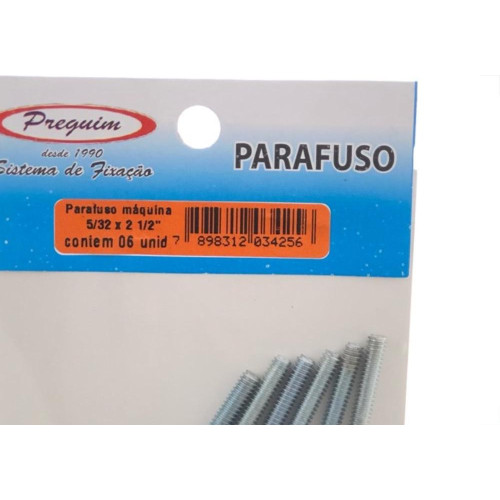 Preguim
desde 1990
Sistema de Fixação
PARAFUSO
Parafuso máquina
5/32 x 2 1/2"
contem 06 unid
7 898312 034256